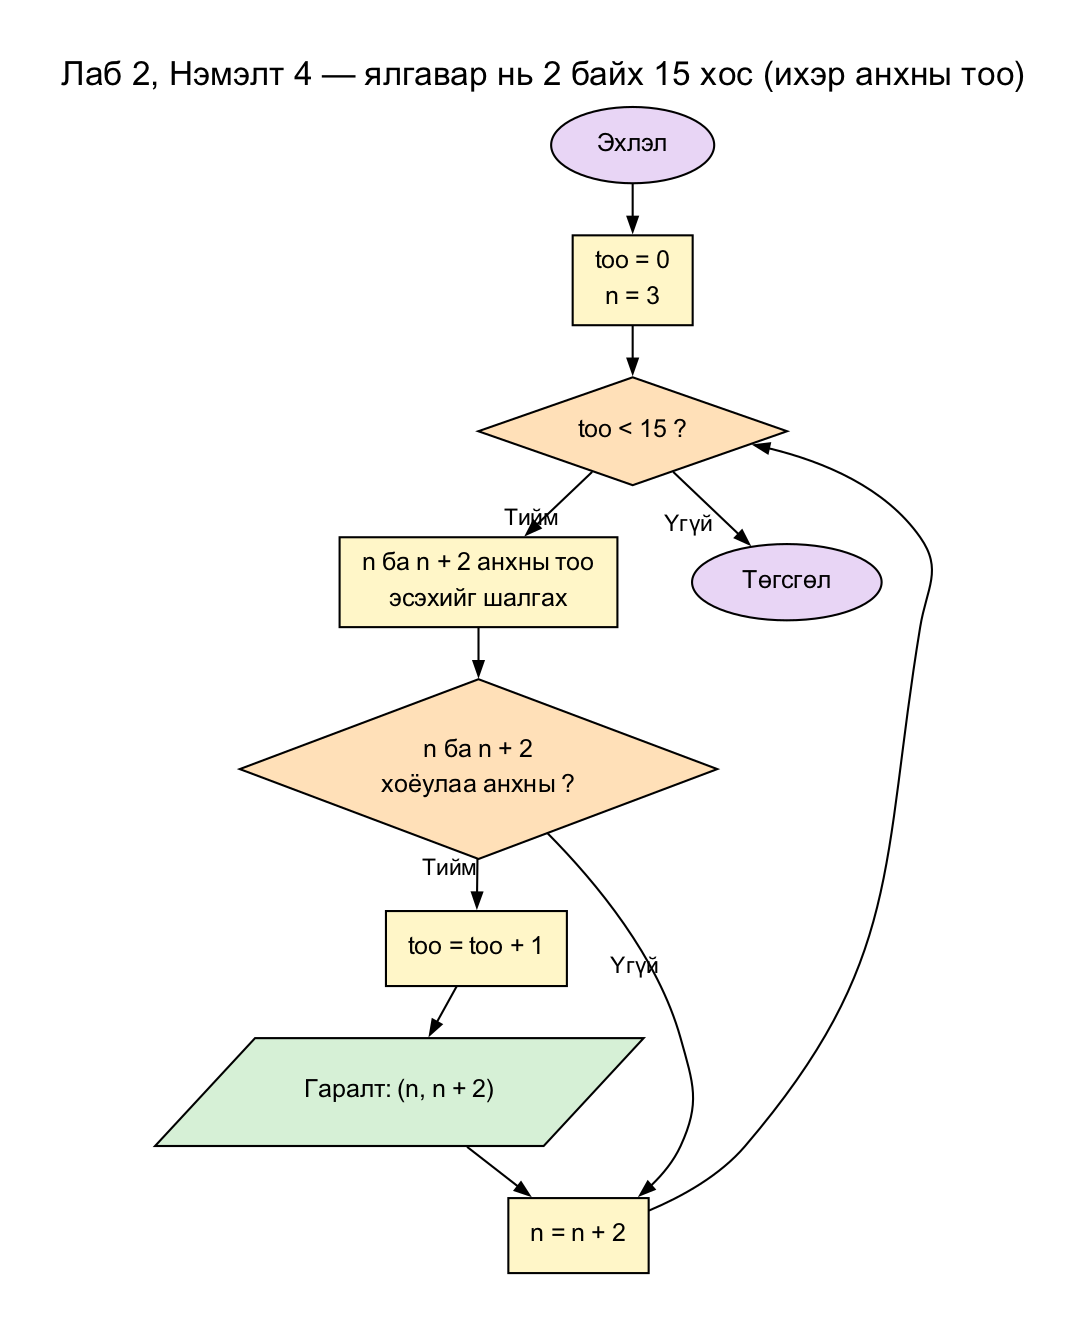 Лаб 2, Нэмэлт 4 — ялгавар нь 2 байх 15 хос (ихэр анхны тоо)
Эхлэл
too = 0
n = 3
too < 15 ?
Тийм
Үгүй
n ба n + 2 анхны тоо
эсэхийг шалгах
Төгсгөл
n ба n + 2
хоёулаа анхны ?
Тийм
too = too + 1
Үгүй
Гаралт: (n, n + 2)
n = n + 2